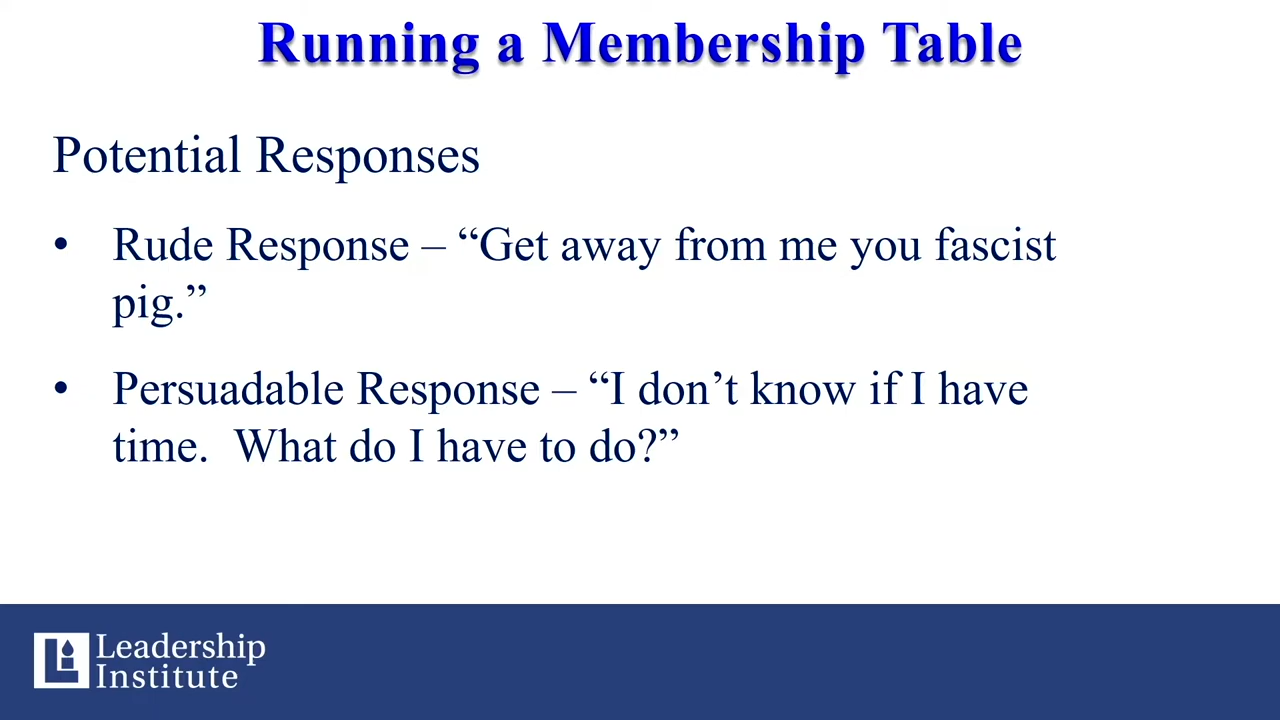 Running a Membership Table
Potential Responses
• Rude Response – “Get away from me you fascist
pig.”
• Persuadable Response – “I don’t know if I have
time.  What do I have to do?”
Leadership
Institute